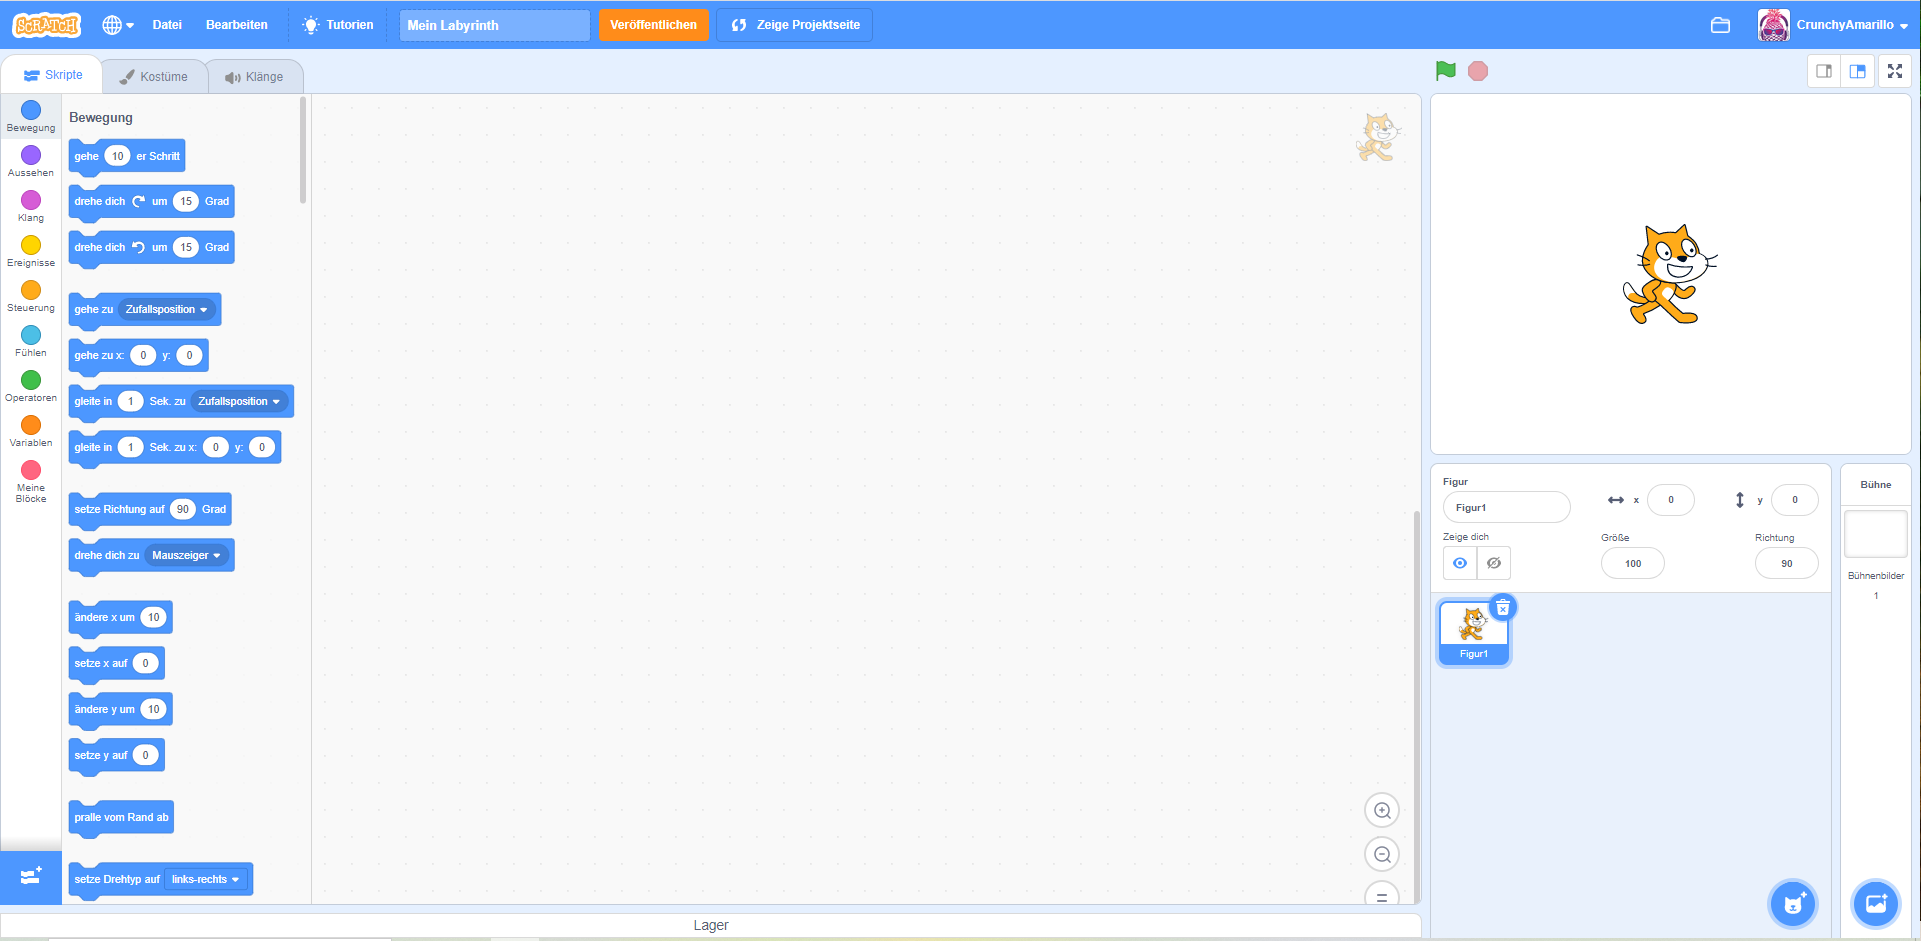 SCRATCH Datei Bearbeiten Tutorien Mein Labyrinth Veröffentlichen Zeige Projektseite CrunchyAmarillo
Skripte Kostüme Klänge
Bewegung
Aussehen
Klang
Ereignisse
Steuerung
Fühlen
Operatoren
Variablen
Meine
Blöcke
Bewegung
gehe 10 er Schritt
drehe dich um 15 Grad
drehe dich um 15 Grad
gehe zu Zufallsposition
gehe zu x: 0 y: 0
gleite in 1 Sek. zu Zufallsposition
gleite in 1 Sek. zu x: 0 y: 0
setze Richtung auf 90 Grad
drehe dich zu Mauszeiger
ändere x um 10
setze x auf 0
ändere y um 10
setze y auf 0
pralle vom Rand ab
setze Drehtyp auf links-rechts
Lager
Figur
Figur1 x 0 y 0
Zeige dich Größe Richtung
100 90
Figur1
Bühne
Bühnenbilder
1